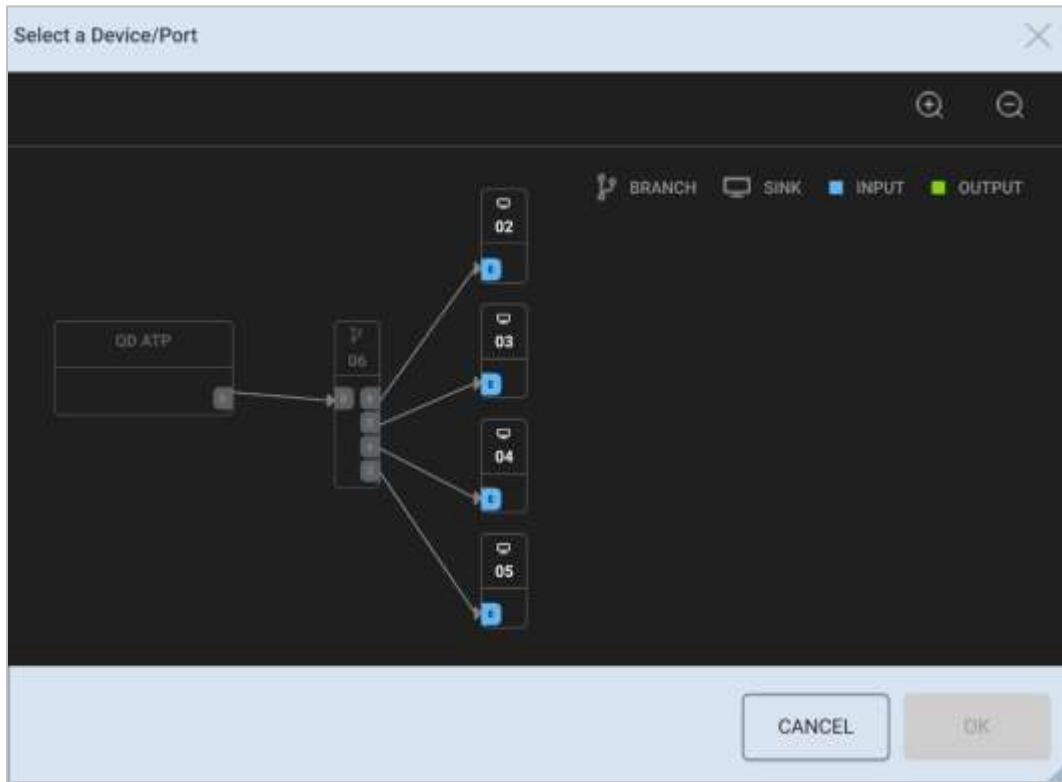 Select a Device/Port
BRANCH SINK INPUT OUTPUT
02
03
QD ATP
06
04
05
CANCEL OK